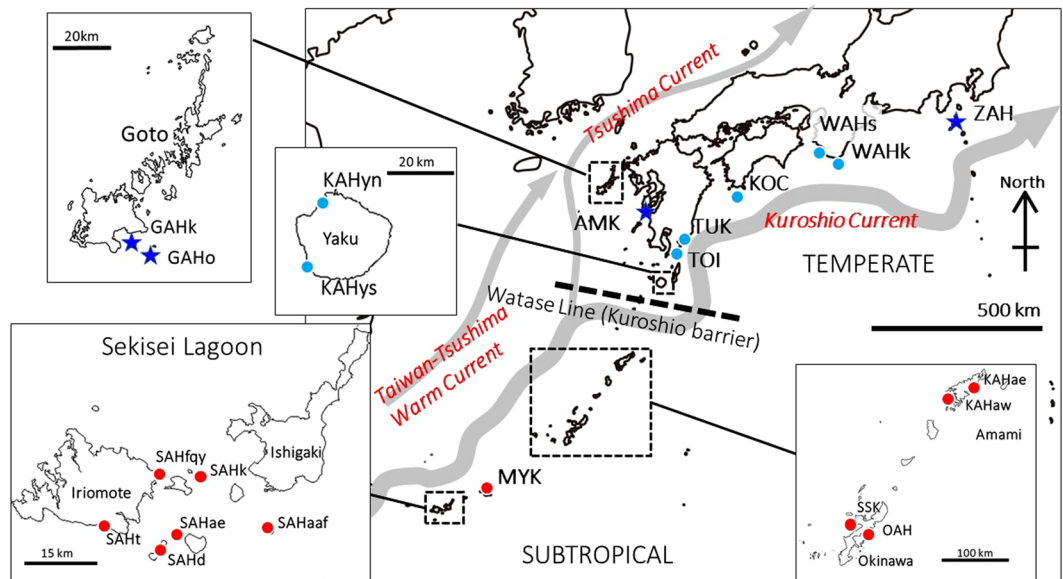 20km
Goto
GAHk
GAHo
20 km
KAHyn
Yaku
KAHys
Tsushima Current
ZAH
WAHs
WAHk
KOC
AMK
TUK
TOI
Kuroshio Current
North
TEMPERATE
500 km
Watase Line (Kuroshio barrier)
Taiwan-Tsushima
Warm Current
MYK
SUBTROPICAL
Sekisei Lagoon
Ishigaki
SAHfqy
SAHk
Iriomote
SAHt
SAHae
SAHaaf
SAHd
15 km
KAHae
KAHaw
Amami
SSK
OAH
Okinawa
100 km